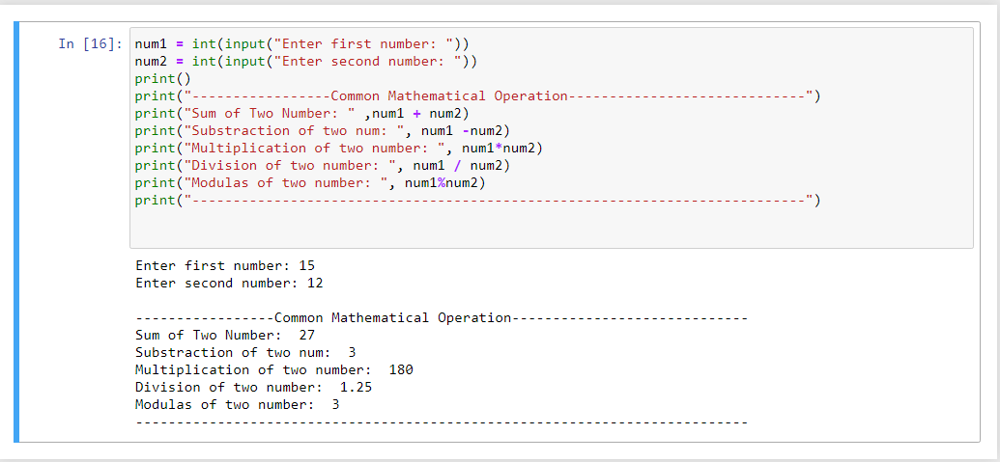 In [16]: num1 = int(input("Enter first number: "))
num2 = int(input("Enter second number: "))
print()
print("-----------------Common Mathematical Operation-----------------------------")
print("Sum of Two Number: " ,num1 + num2)
print("Substraction of two num: ", num1 -num2)
print("Multiplication of two number: ", num1*num2)
print("Division of two number: ", num1 / num2)
print("Modulas of two number: ", num1%num2)
print("---------------------------------------------------------------------------")
Enter first number: 15
Enter second number: 12
-----------------Common Mathematical Operation-----------------------------
Sum of Two Number:  27
Substraction of two num:  3
Multiplication of two number:  180
Division of two number:  1.25
Modulas of two number:  3
---------------------------------------------------------------------------